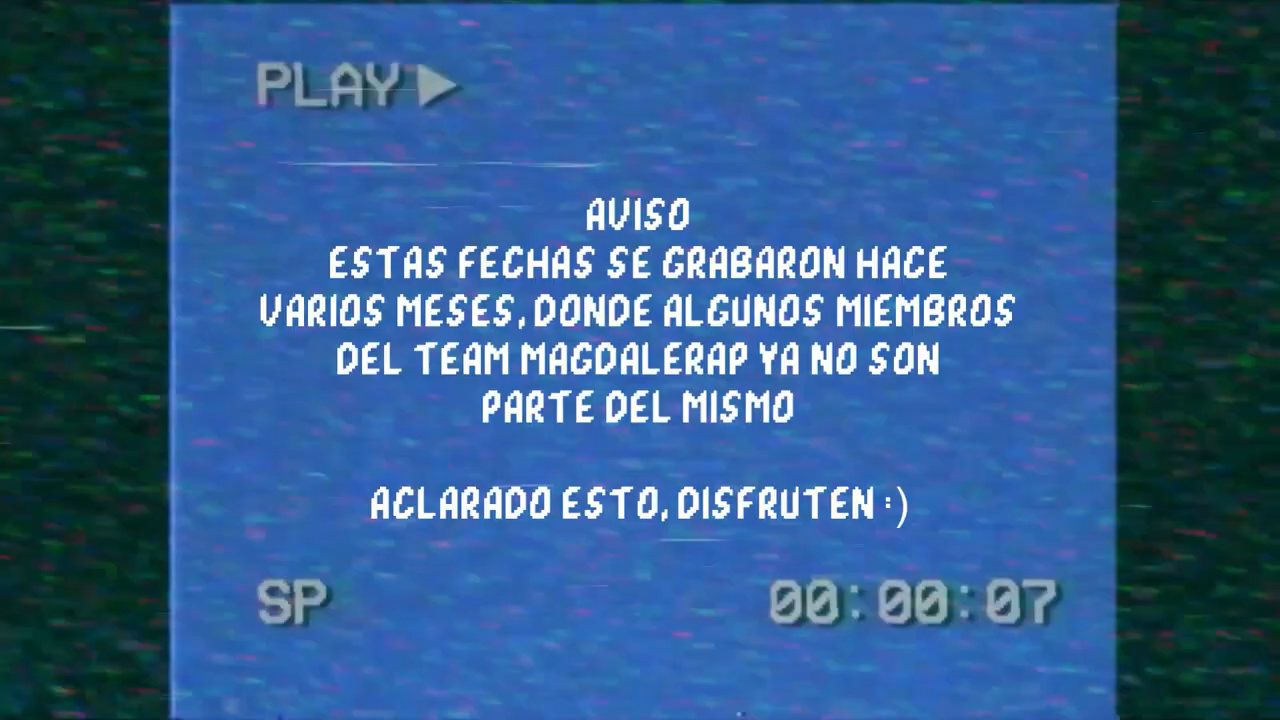 PLAY
AVISO
ESTAS FECHAS SE GRABARON HACE
VARIOS MESES, DONDE ALGUNOS MIEMBROS
DEL TEAM MAGDALERAP YA NO SON
PARTE DEL MISMO
ACLARADO ESTO, DISFRUTEN :)
SP
00:00:07